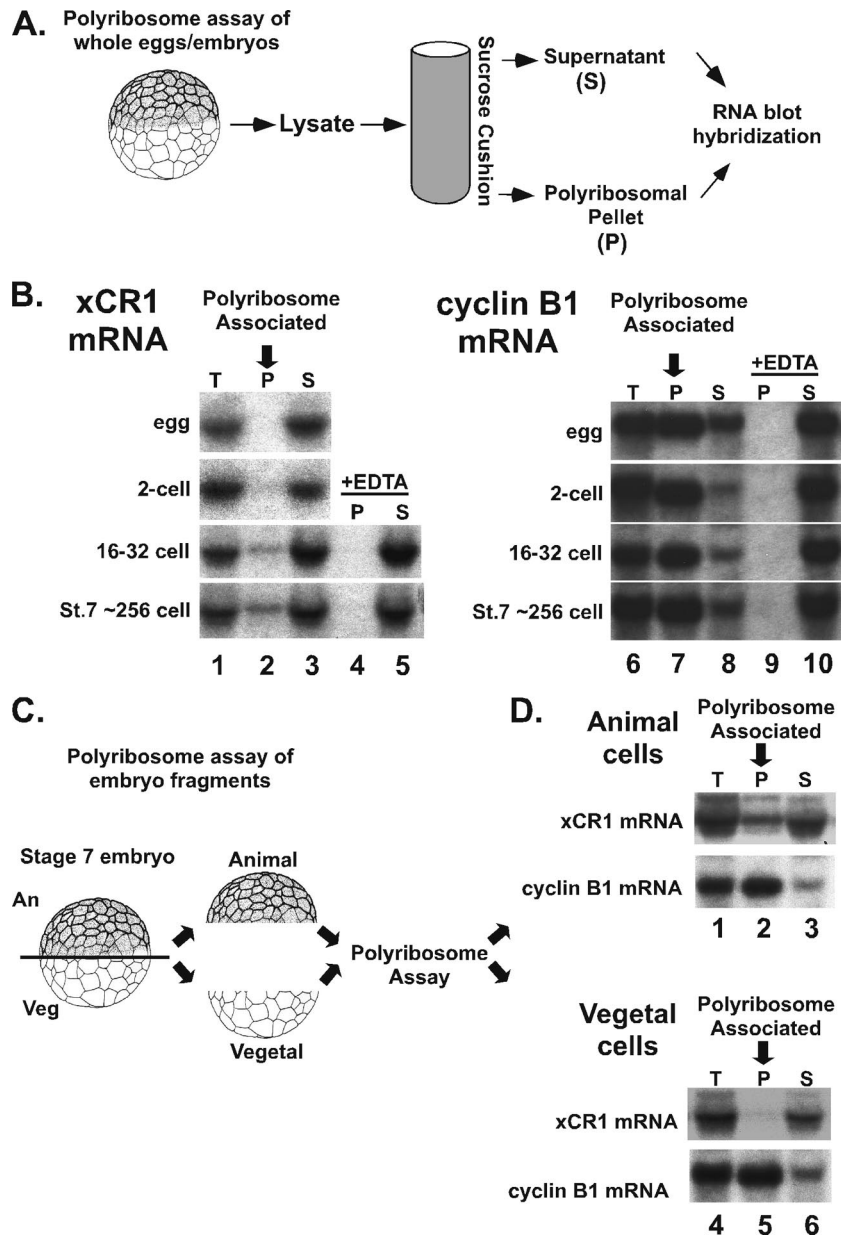 A.
Polyribosome assay of
whole eggs/embryos
Lysate
Sucrose Cushion
Supernatant
(S)
Polyribosomal
Pellet
(P)
RNA blot
hybridization
B.
xCR1
mRNA
Polyribosome
Associated
T P S
egg
2-cell
+EDTA
P S
16-32 cell
St.7 ~256 cell
1 2 3 4 5
cyclin B1
mRNA
Polyribosome
Associated
+EDTA
T P S P S
egg
2-cell
16-32 cell
St.7 ~256 cell
6 7 8 9 10
C.
Polyribosome assay of
embryo fragments
Stage 7 embryo
An
Veg
Animal
Vegetal
Polyribosome
Assay
D.
Animal
cells
Polyribosome
Associated
T P S
xCR1 mRNA
cyclin B1 mRNA
1 2 3
Vegetal
cells
Polyribosome
Associated
T P S
xCR1 mRNA
cyclin B1 mRNA
4 5 6